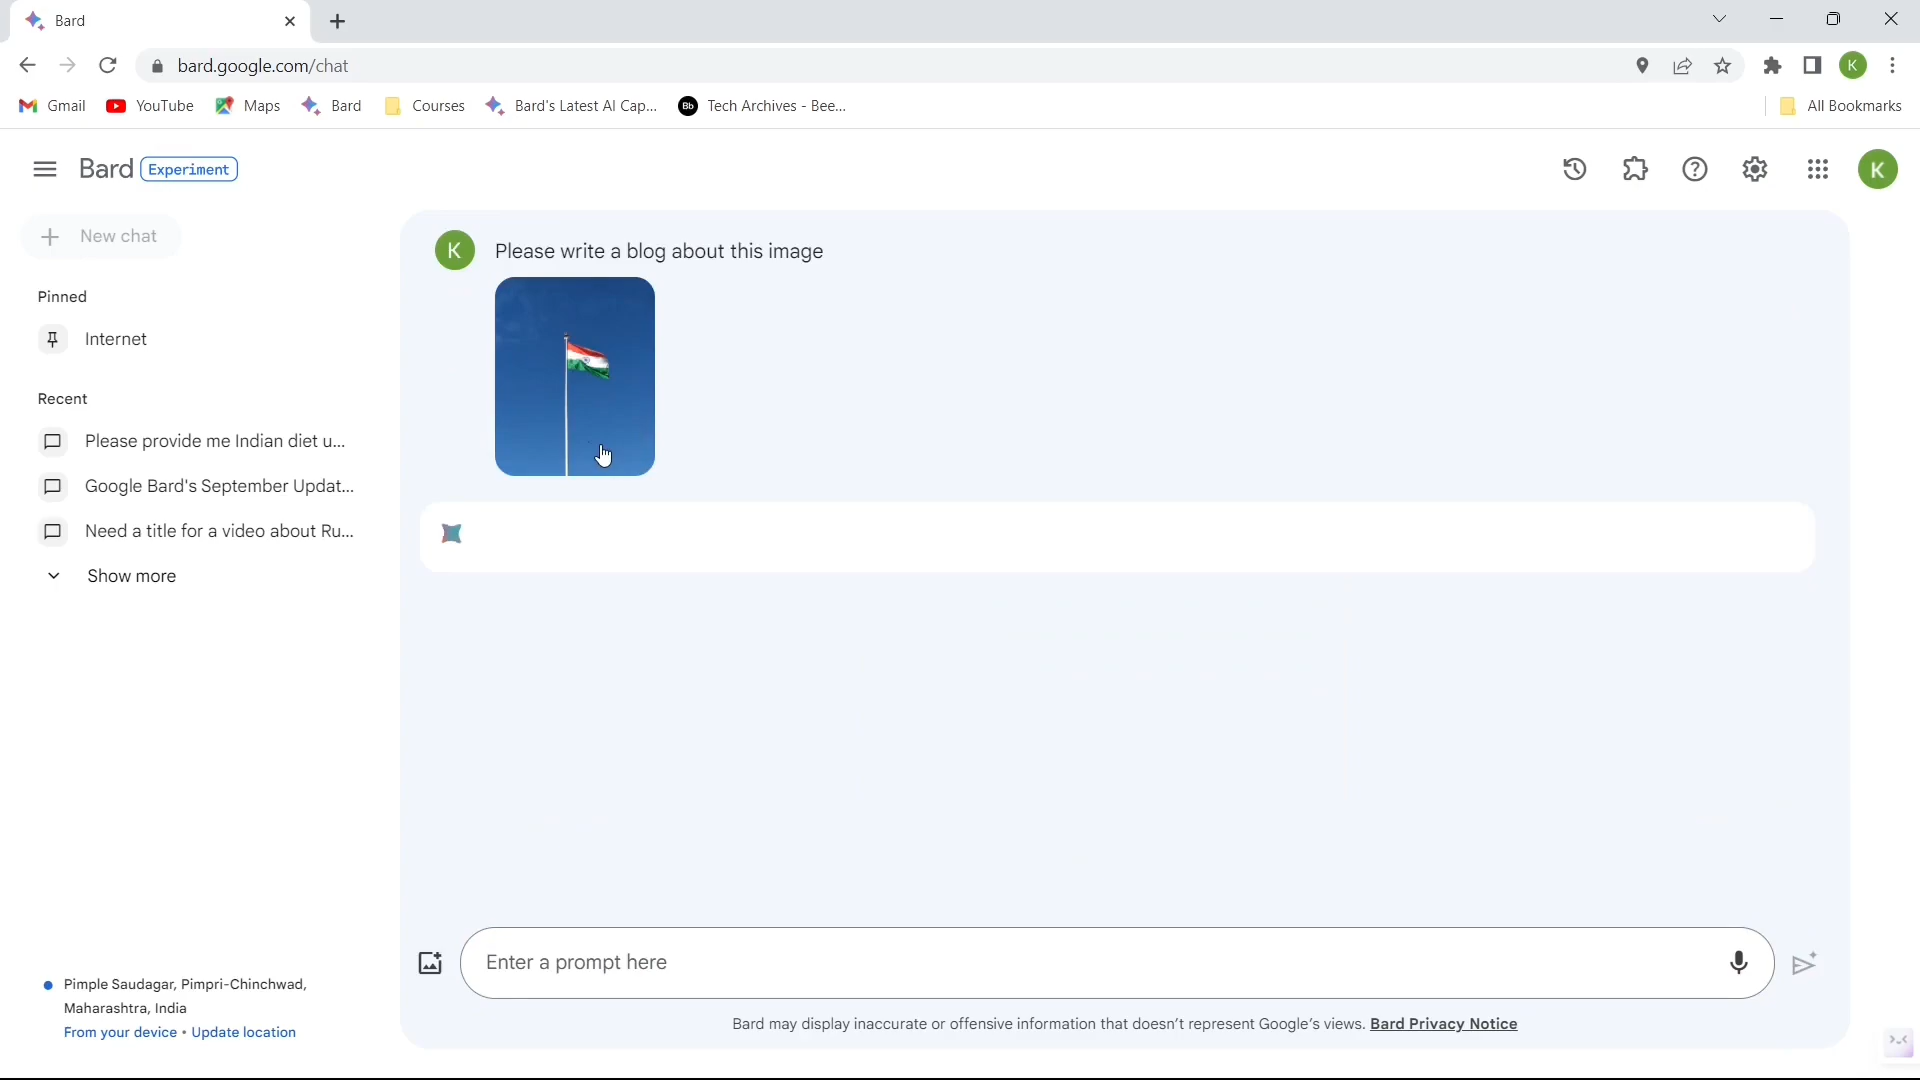 Bard
bard.google.com/chat
K
Gmail
YouTube
Maps
Bard
Courses
Bard's Latest AI Cap...
Bb
Tech Archives - Bee...
All Bookmarks
Bard
Experiment
K
New chat
Pinned
Internet
Recent
Please provide me Indian diet u...
Google Bard's September Updat...
Need a title for a video about Ru...
Show more
K
Please write a blog about this image
Enter a prompt here
Pimple Saudagar, Pimpri-Chinchwad,
Maharashtra, India
From your device • Update location
Bard may display inaccurate or offensive information that doesn't represent Google's views. Bard Privacy Notice